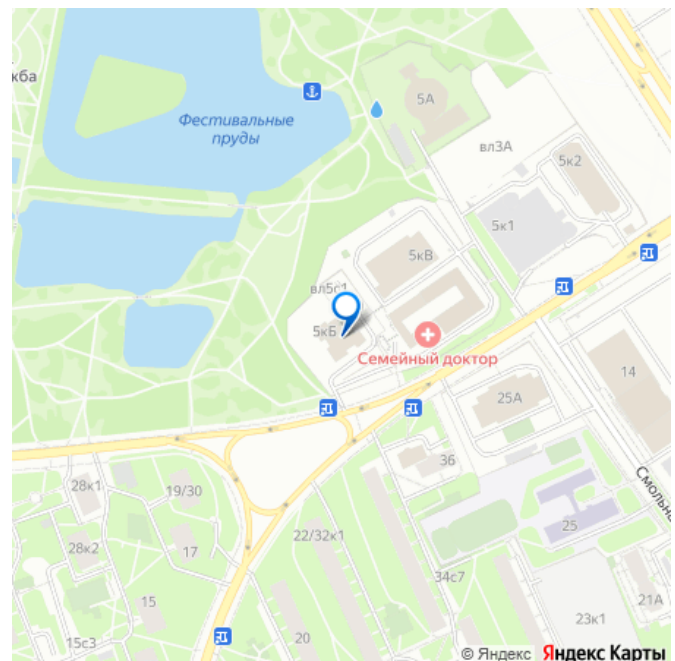 кба
Фестивальные
пруды
5А
вл3А
5к2
5к1
5кВ
вл5с1
5кБ
Семейный доктор
14
25А
36
Смольна
28к1
19/30
25
22/32к1
28к2
17
34с7
15
21А
23к1
15с3
20
© Яндекс Яндекс Карты